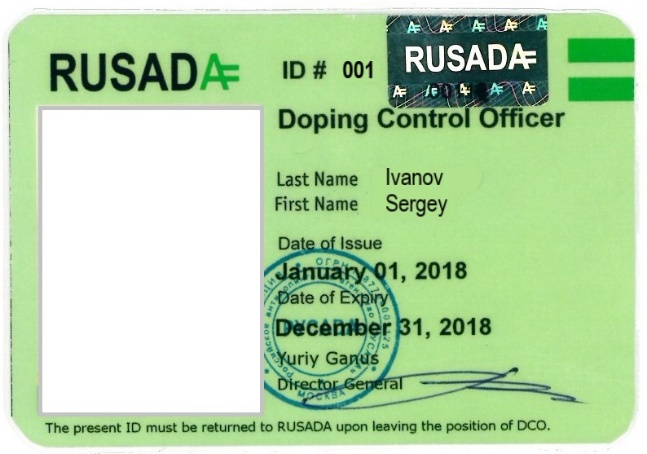 RUSADA
ID # 001
RUSADA
Doping Control Officer
Last Name Ivanov
First Name Sergey
Date of Issue
January 01, 2018
Date of Expiry
December 31, 2018
Yuriy Ganus
Director General
МОСКВА
The present ID must be returned to RUSADA upon leaving the position of DCO.